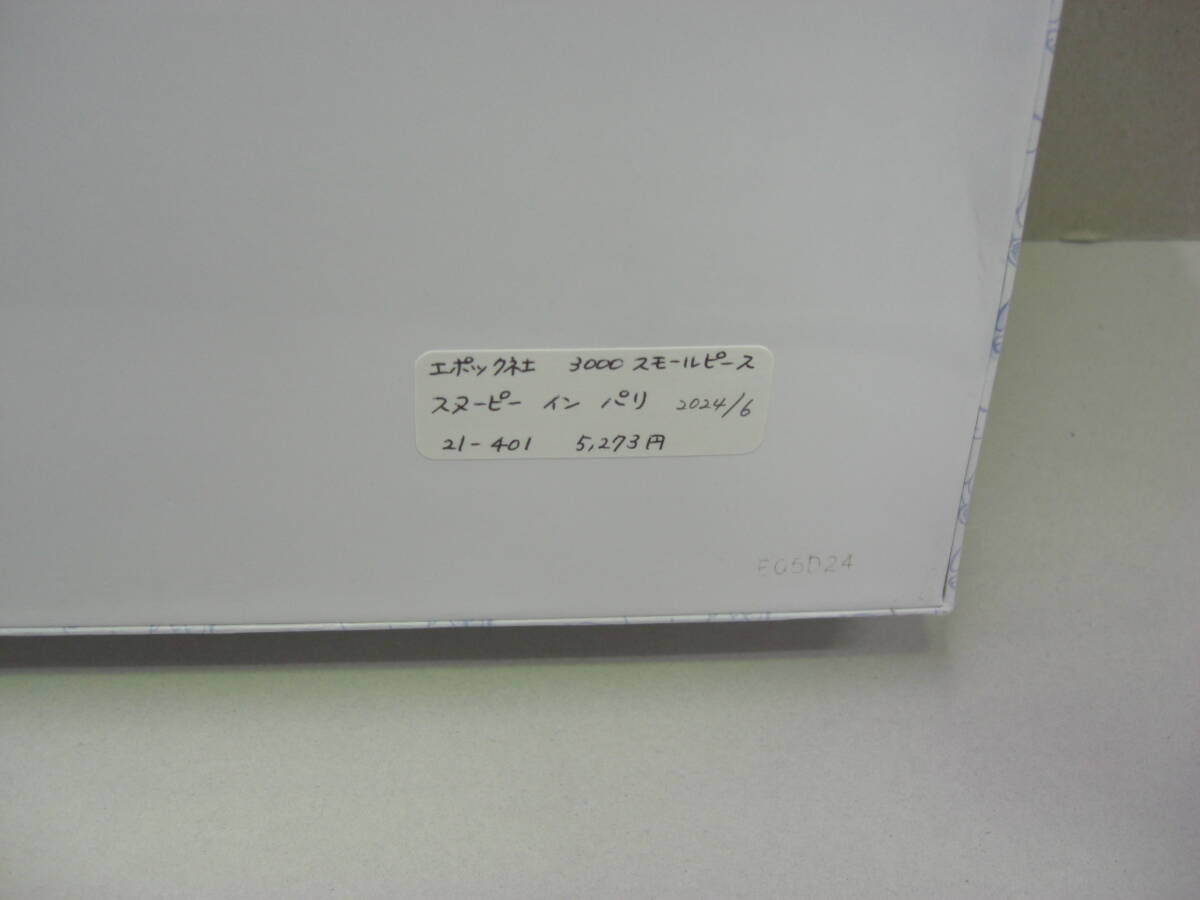 エポック社 3000 スモールピース
スヌーピー イン パリ 2024/6
21-401 5,273円
E05D24